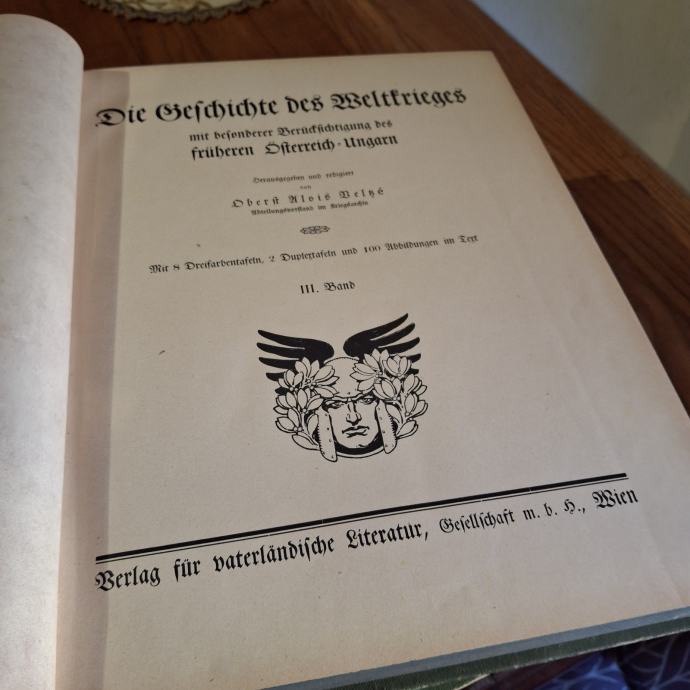 Die Geschichte des Weltkrieges
mit besonderer Berücksichtigung des
früheren Österreich-Ungarn
Herausgegeben und redigiert
von
Oberst Alois Veltzé
Abteilungsvorstand im Kriegsarchiv
Mit 8 Dreifarbentafeln, 2 Duplextafeln und 100 Abbildungen im Text
III. Band
Verlag für vaterländische Literatur, Gesellschaft m. b. H., Wien